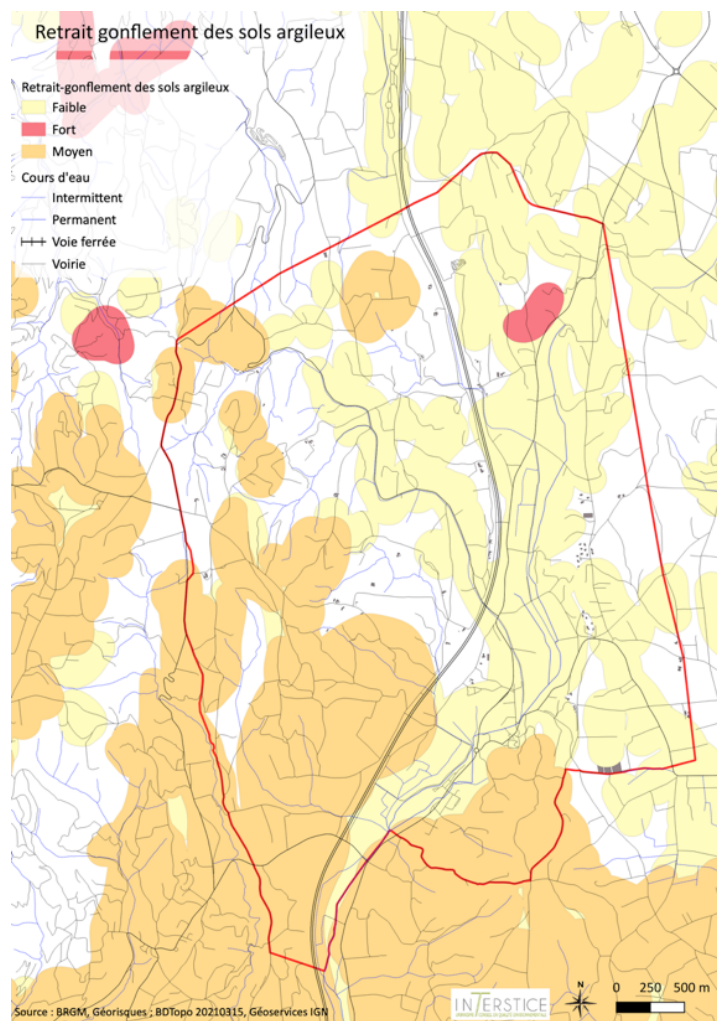 Retrait gonflement des sols argileux
Retrait-gonflement des sols argileux
Faible
Fort
Moyen
Cours d'eau
Intermittent
Permanent
Voie ferrée
Voirie
Source : BRGM, Géorisques ; BDTopo 20210315, Géoservices IGN
INTERSTICE
N
0 250 500 m